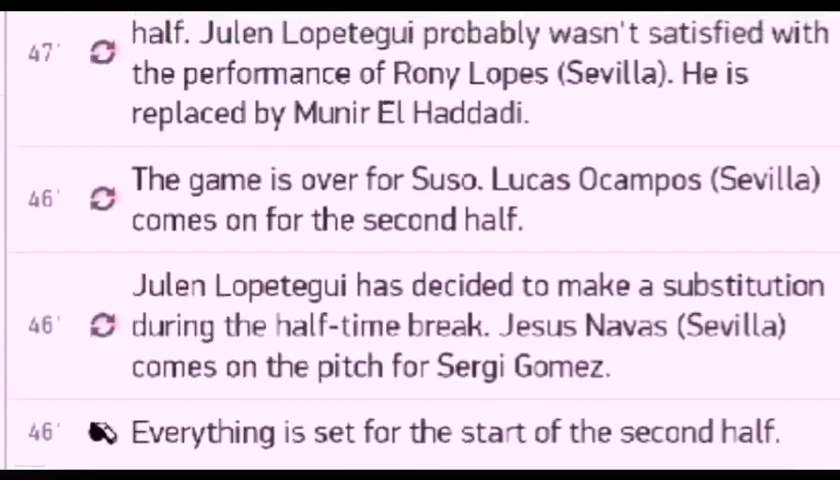 half. Julen Lopetegui probably wasn't satisfied with
47' the performance of Rony Lopes (Sevilla). He is
replaced by Munir El Haddadi.
46' The game is over for Suso. Lucas Ocampos (Sevilla)
comes on for the second half.
Julen Lopetegui has decided to make a substitution
46' during the half-time break. Jesus Navas (Sevilla)
comes on the pitch for Sergi Gomez.
46' Everything is set for the start of the second half.